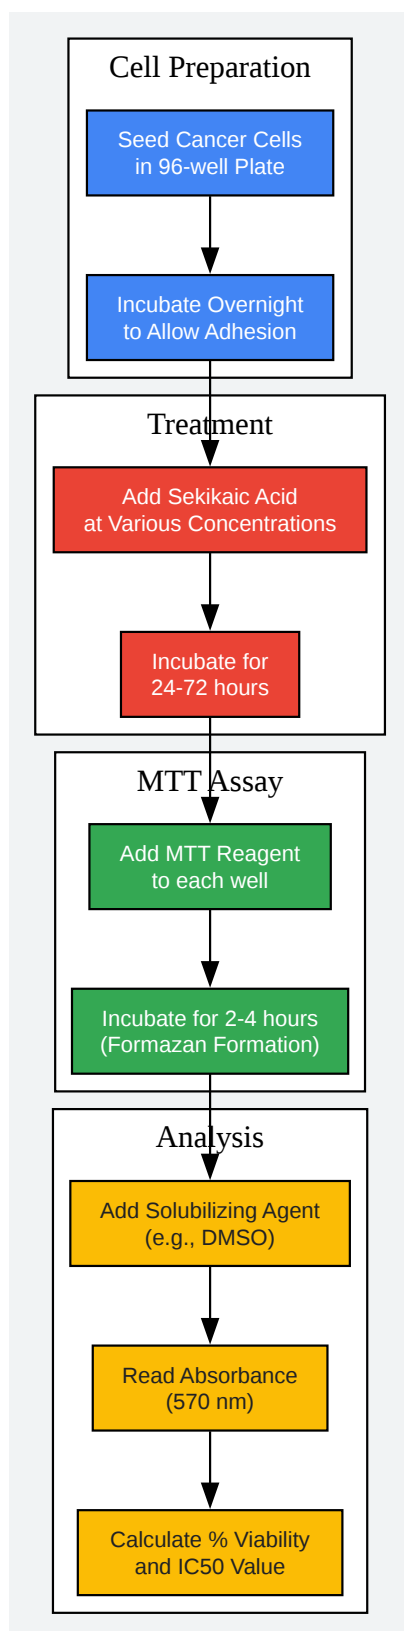 Cell Preparation
Seed Cancer Cells
in 96-well Plate
Incubate Overnight
to Allow Adhesion
Treatment
Add Sekikaic Acid
at Various Concentrations
Incubate for
24-72 hours
MTT Assay
Add MTT Reagent
to each well
Incubate for 2-4 hours
(Formazan Formation)
Analysis
Add Solubilizing Agent
(e.g., DMSO)
Read Absorbance
(570 nm)
Calculate % Viability
and IC50 Value